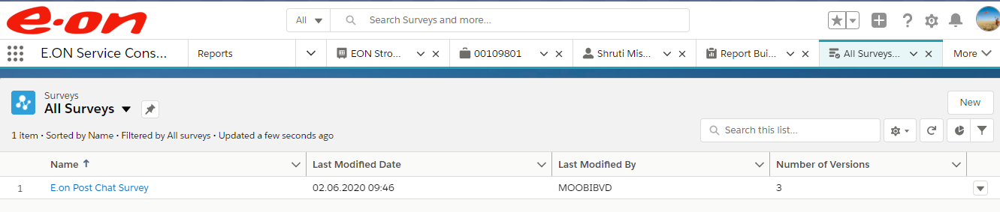 e·on
All
Search Surveys and more...
E.ON Service Cons...
Reports
EON Stro...
00109801
Shruti Mis...
Report Bui...
All Surveys...
More
Surveys
All Surveys
New
1 item • Sorted by Name • Filtered by All surveys • Updated a few seconds ago
Search this list...
Name
Last Modified Date
Last Modified By
Number of Versions
1
E.on Post Chat Survey
02.06.2020 09:46
MOOBIBVD
3